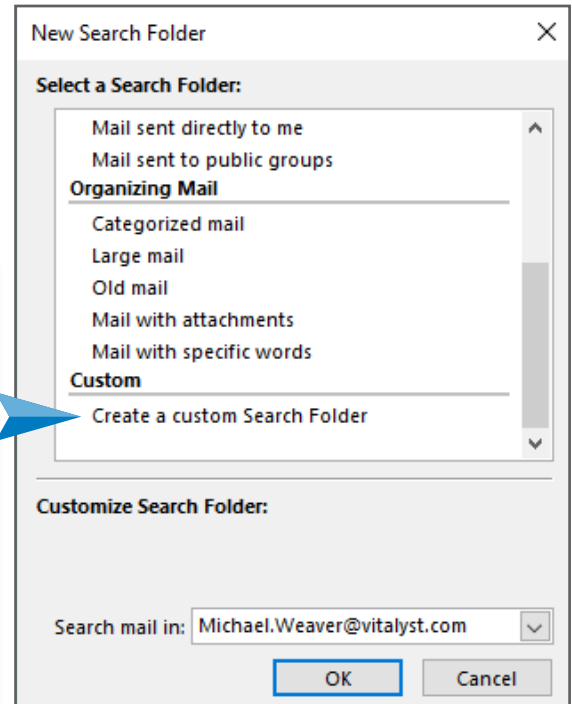 New Search Folder
Select a Search Folder:
Mail sent directly to me
Mail sent to public groups
Organizing Mail
Categorized mail
Large mail
Old mail
Mail with attachments
Mail with specific words
Custom
Create a custom Search Folder
Customize Search Folder:
Search mail in: Michael.Weaver@vitalyst.com
OK Cancel